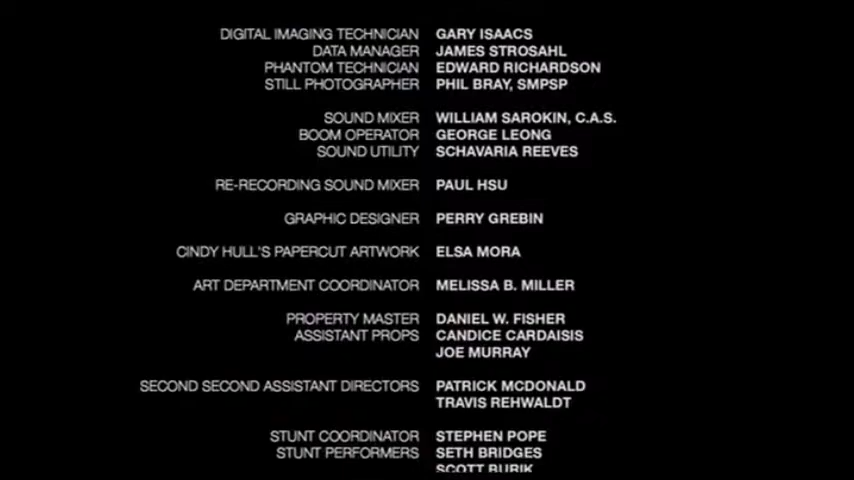 DIGITAL IMAGING TECHNICIAN GARY ISAACS
DATA MANAGER JAMES STROSAHL
PHANTOM TECHNICIAN EDWARD RICHARDSON
STILL PHOTOGRAPHER PHIL BRAY, SMPSP
SOUND MIXER WILLIAM SAROKIN, C.A.S.
BOOM OPERATOR GEORGE LEONG
SOUND UTILITY SCHAVARIA REEVES
RE-RECORDING SOUND MIXER PAUL HSU
GRAPHIC DESIGNER PERRY GREBIN
CINDY HULL'S PAPERCUT ARTWORK ELSA MORA
ART DEPARTMENT COORDINATOR MELISSA B. MILLER
PROPERTY MASTER DANIEL W. FISHER
ASSISTANT PROPS CANDICE CARDAISIS
JOE MURRAY
SECOND SECOND ASSISTANT DIRECTORS PATRICK MCDONALD
TRAVIS REHWALDT
STUNT COORDINATOR STEPHEN POPE
STUNT PERFORMERS SETH BRIDGES
SCOTT BURIK